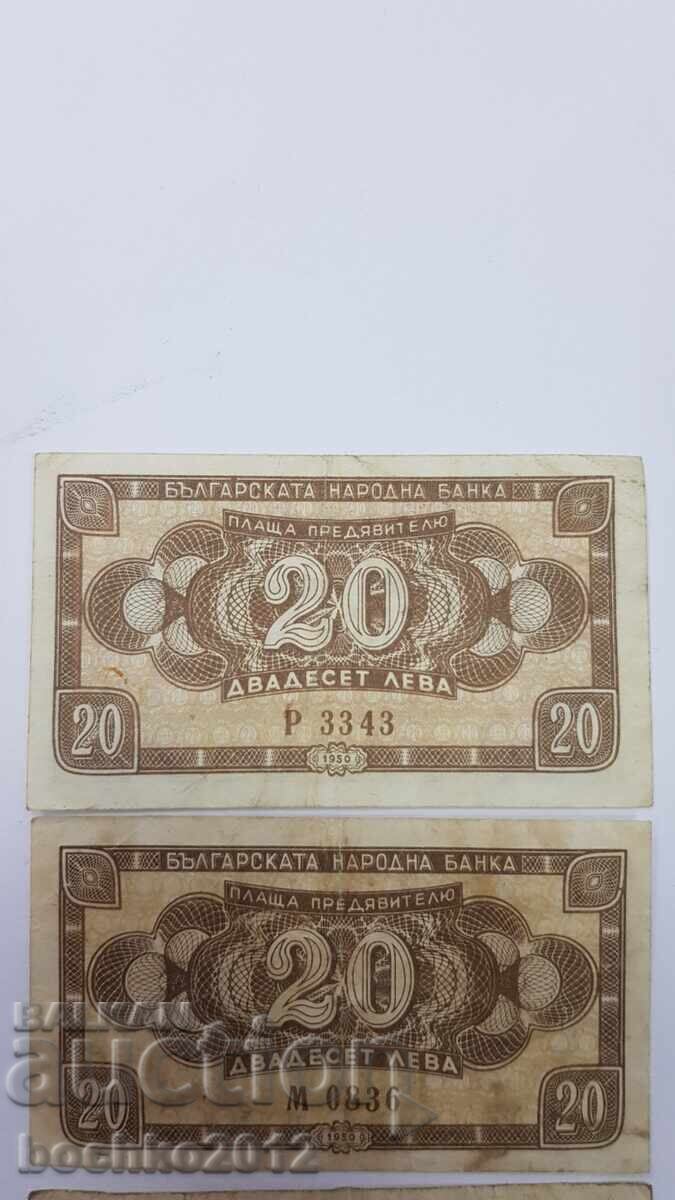 БЪЛГАРСКАТА НАРОДНА БАНКА
ПЛАЩА ПРЕДЯВИТЕЛЮ
20
ДВАДЕСЕТ ЛЕВА
20 Р 3343 20
1950
БЪЛГАРСКАТА НАРОДНА БАНКА
ПЛАЩА ПРЕДЯВИТЕЛЮ
20
BALKAN
auction
ДВАДЕСЕТ ЛЕВА
20 М 0836 20
1950
bochko2012